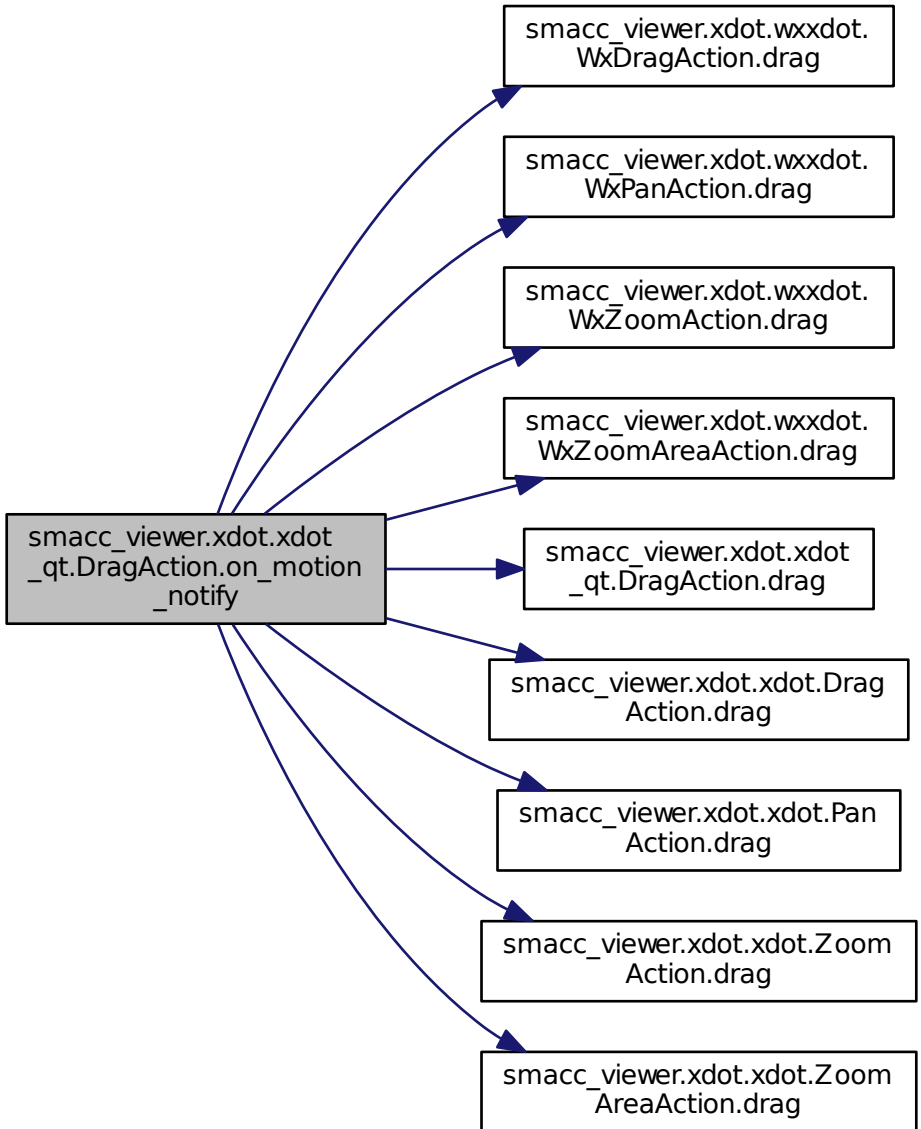 smacc_viewer.xdot.wxxdot.
WxDragAction.drag
smacc_viewer.xdot.wxxdot.
WxPanAction.drag
smacc_viewer.xdot.wxxdot.
WxZoomAction.drag
smacc_viewer.xdot.wxxdot.
WxZoomAreaAction.drag
smacc_viewer.xdot.xdot
_qt.DragAction.on_motion
_notify
smacc_viewer.xdot.xdot
_qt.DragAction.drag
smacc_viewer.xdot.xdot.Drag
Action.drag
smacc_viewer.xdot.xdot.Pan
Action.drag
smacc_viewer.xdot.xdot.Zoom
Action.drag
smacc_viewer.xdot.xdot.Zoom
AreaAction.drag